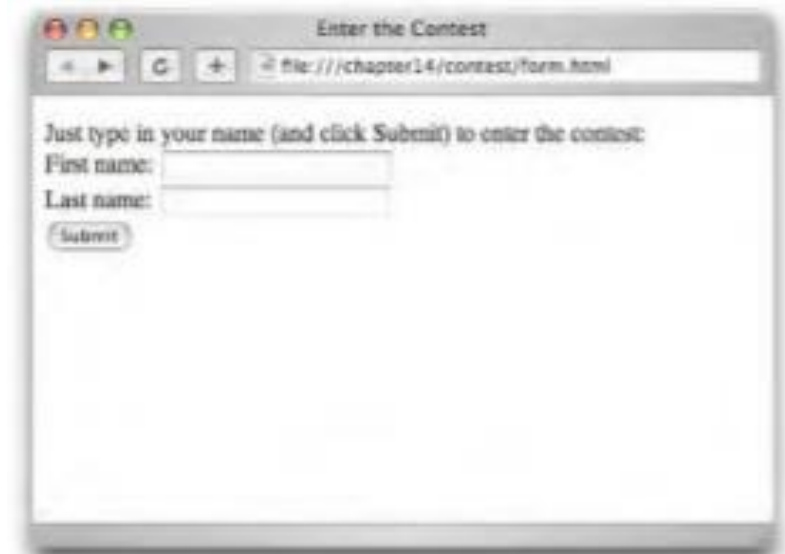 Enter the Contest
file:///chapter14/contest/form.html
Just type in your name (and click Submit) to enter the contest:
First name:
Last name:
Submit